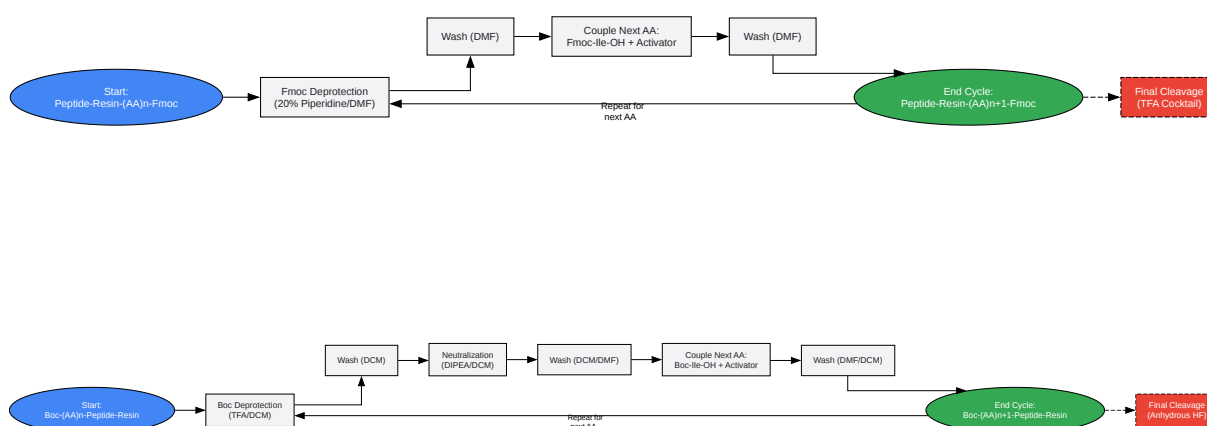 Wash (DMF)
Couple Next AA:
Fmoc-Ile-OH + Activator
Wash (DMF)
Start:
Peptide-Resin-(AA)n-Fmoc
Fmoc Deprotection
(20% Piperidine/DMF)
Repeat for
next AA
End Cycle:
Peptide-Resin-(AA)n+1-Fmoc
Final Cleavage
(TFA Cocktail)
Wash (DCM)
Neutralization
(DIPEA/DCM)
Wash (DCM/DMF)
Couple Next AA:
Boc-Ile-OH + Activator
Wash (DMF/DCM)
Start:
Boc-(AA)n-Peptide-Resin
Boc Deprotection
(TFA/DCM)
Repeat for
next AA
End Cycle:
Boc-(AA)n+1-Peptide-Resin
Final Cleavage
(Anhydrous HF)